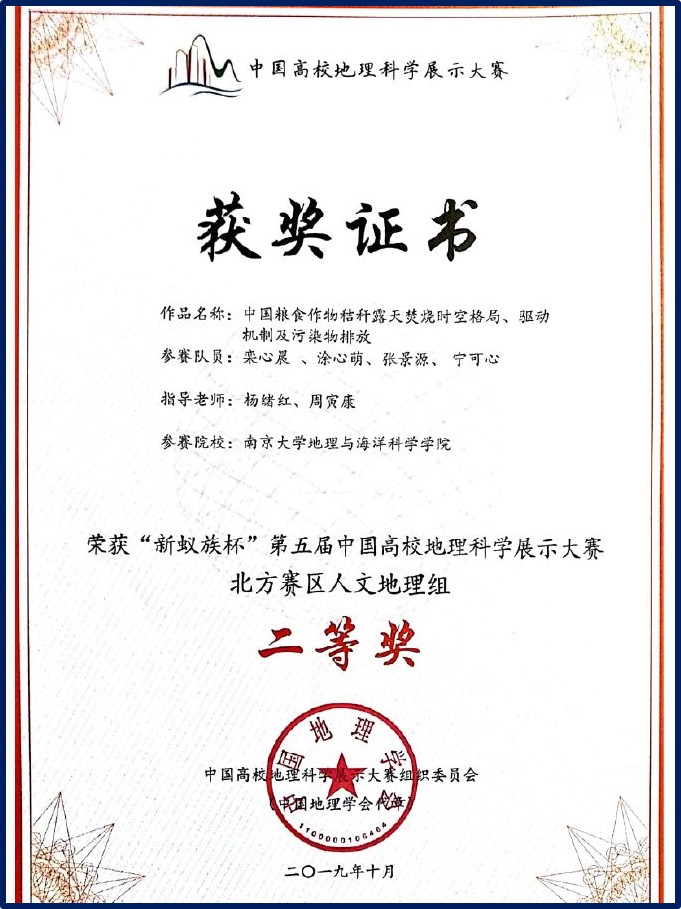 中国高校地理科学展示大赛
获奖证书
作品名称：中国粮食作物秸秆露天焚烧时空格局、驱动
机制及污染物排放
参赛队员：栾心晨 、涂心萌、张景源、 宁可心
指导老师：杨绪红、周寅康
参赛院校：南京大学地理与海洋科学学院
荣获“新蚁族杯”第五届中国高校地理科学展示大赛
北方赛区人文地理组
二等奖
中国地理学会
中国高校地理科学展示大赛组织委员会
（中国地理学会代章）
二〇一九年十月